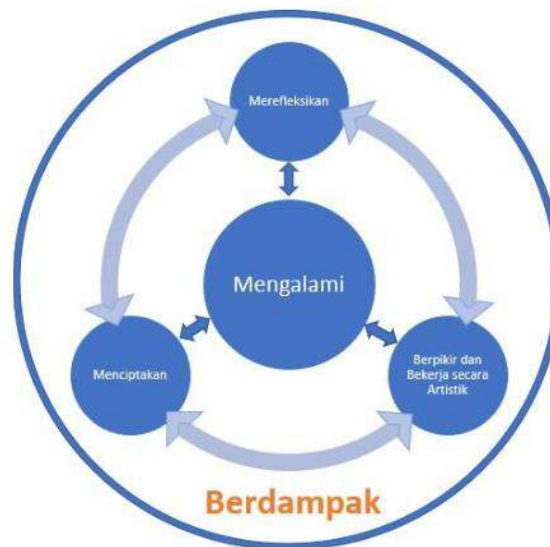 Merefleksikan
Mengalami
Menciptakan
Berpikir dan
Bekerja secara
Artistik
Berdampak